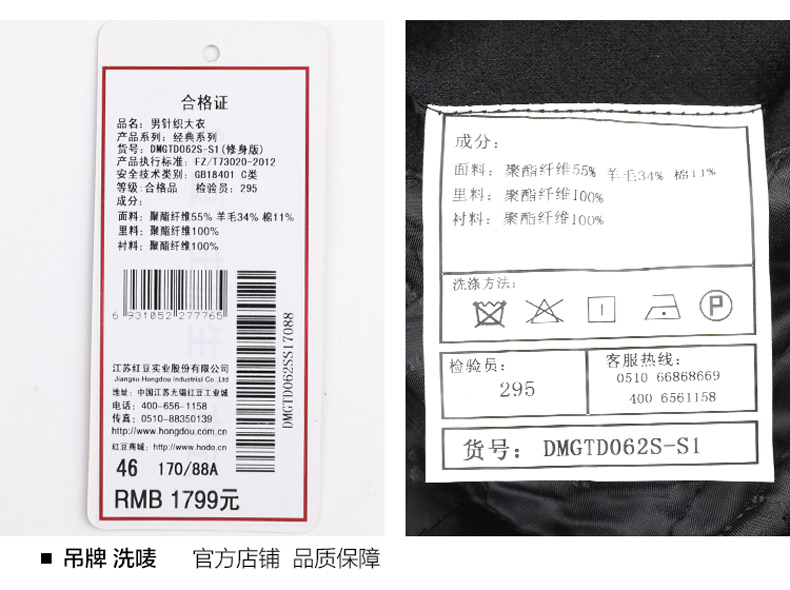 合格证
品名：男针织大衣
产品系列：经典系列
货号：DMGTD062S-S1(修身版)
产品执行标准：FZ/T73020-2012
安全技术类别：GB18401 C类
等级:合格品 检验员：295
成分：
面料：聚酯纤维55% 羊毛34% 棉11%
里料：聚酯纤维100%
衬料：聚酯纤维100%
6 931052 277765
DMGTD062SS17088
江苏红豆实业股份有限公司
Jiangsu Hongdou Industrial Co.,Ltd
地址：中国江苏无锡红豆工业城
电话：400-656-1158
传真：0510-88350139
http://www.hongdou.com.cn
红豆商城：http://www.hodo.cn
46 170/88A
RMB 1799元
成分：
面料：聚酯纤维55% 羊毛34% 棉11%
里料：聚酯纤维100%
衬料：聚酯纤维100%
洗涤方法：
P
检验员：
295
客服热线：
0510 66868669
400 6561158
货号：DMGTD062S-S1
吊牌 洗唛 官方店铺 品质保障